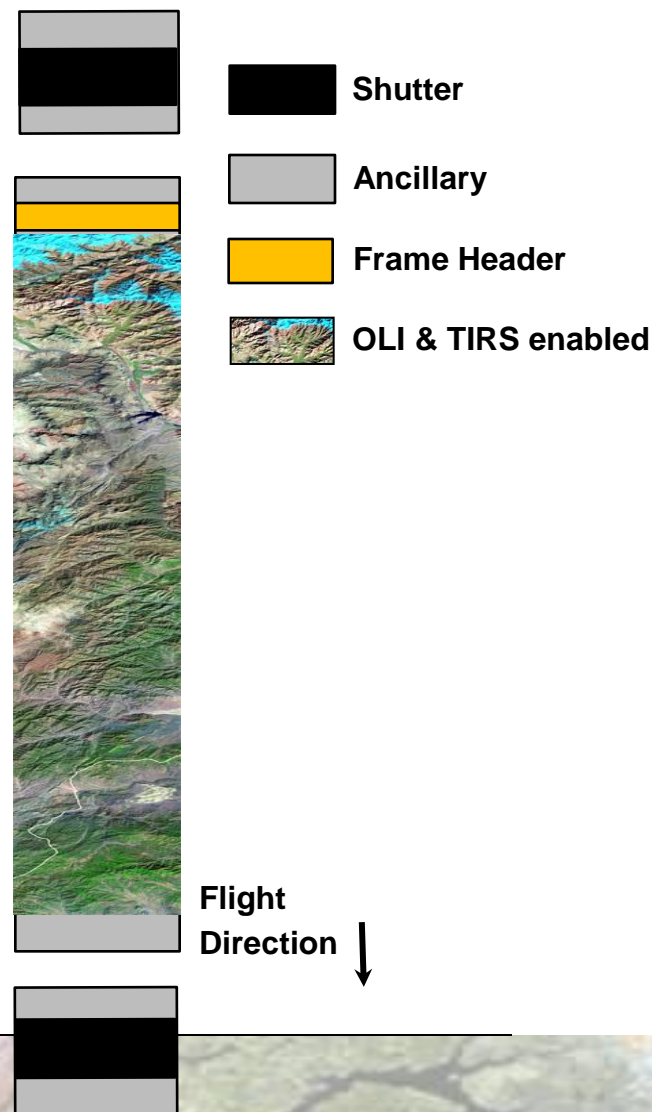 Shutter
Ancillary
Frame Header
OLI & TIRS enabled
Flight
Direction